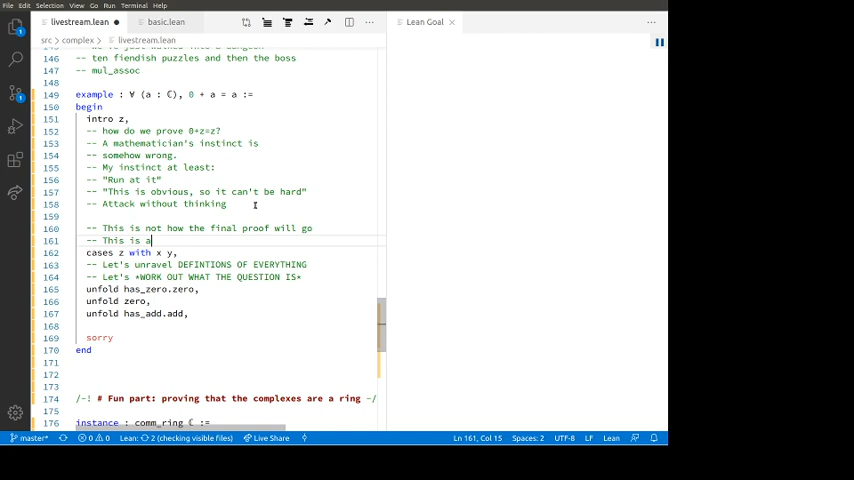 File Edit Selection View Go Run Terminal Help
livestream.lean
basic.lean
Lean Goal
src complex livestream.lean
146 -- ten fiendish puzzles and then the boss
147 -- mul_assoc
148
149 example : ∀ (a : ℂ), 0 + a = a :=
150 begin
151 intro z,
152 -- how do we prove 0+z=z?
153 -- A mathematician's instinct is
154 -- somehow wrong.
155 -- My instinct at least:
156 -- "Run at it"
157 -- "This is obvious, so it can't be hard"
158 -- Attack without thinking
159
160 -- This is not how the final proof will go
161 -- This is a
162 cases z with x y,
163 -- Let's unravel DEFINTIONS OF EVERYTHING
164 -- Let's *WORK OUT WHAT THE QUESTION IS*
165 unfold has_zero.zero,
166 unfold zero,
167 unfold has_add.add,
168
169 sorry
170 end
171
172
173
174 /-! # Fun part: proving that the complexes are a ring -/
175
176 instance : comm_ring ℂ :=
master* 0 0 Lean: 2 (checking visible files) Live Share Ln 161, Col 15 Spaces: 2 UTF-8 LF Lean